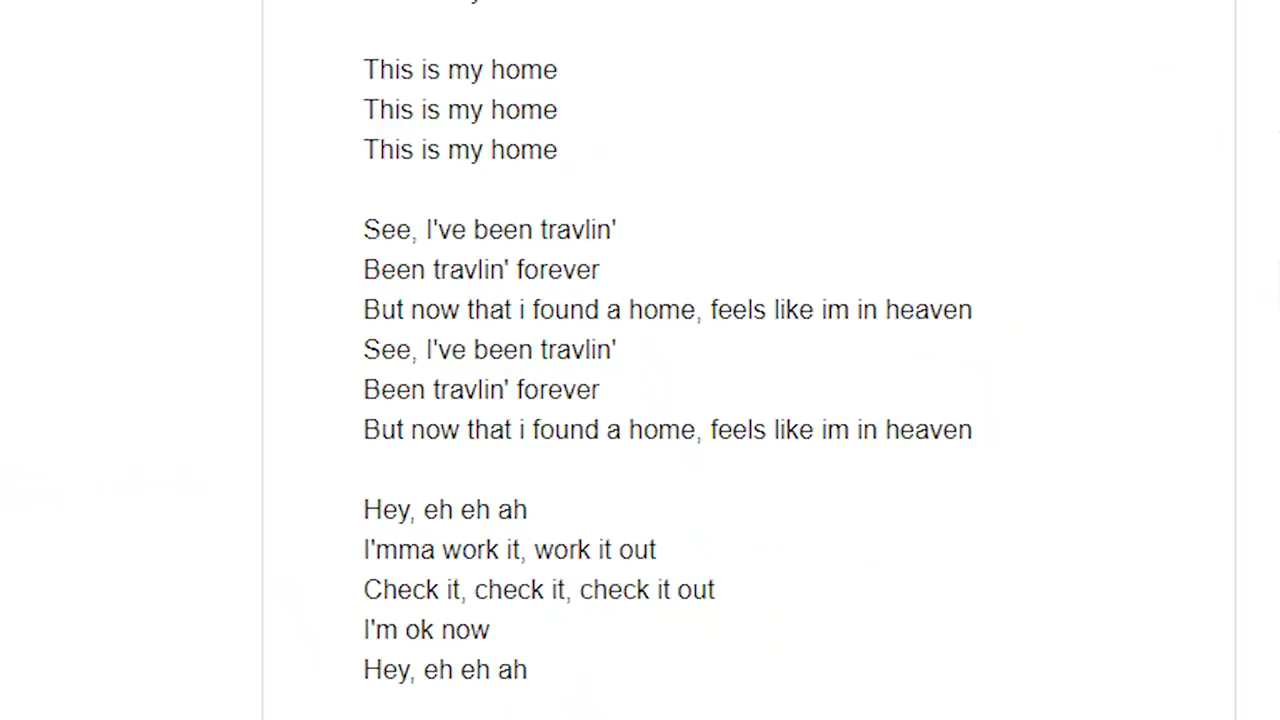 This is my home
This is my home
This is my home
See, I've been travlin'
Been travlin' forever
But now that i found a home, feels like im in heaven
See, I've been travlin'
Been travlin' forever
But now that i found a home, feels like im in heaven
Hey, eh eh ah
I'mma work it, work it out
Check it, check it, check it out
I'm ok now
Hey, eh eh ah